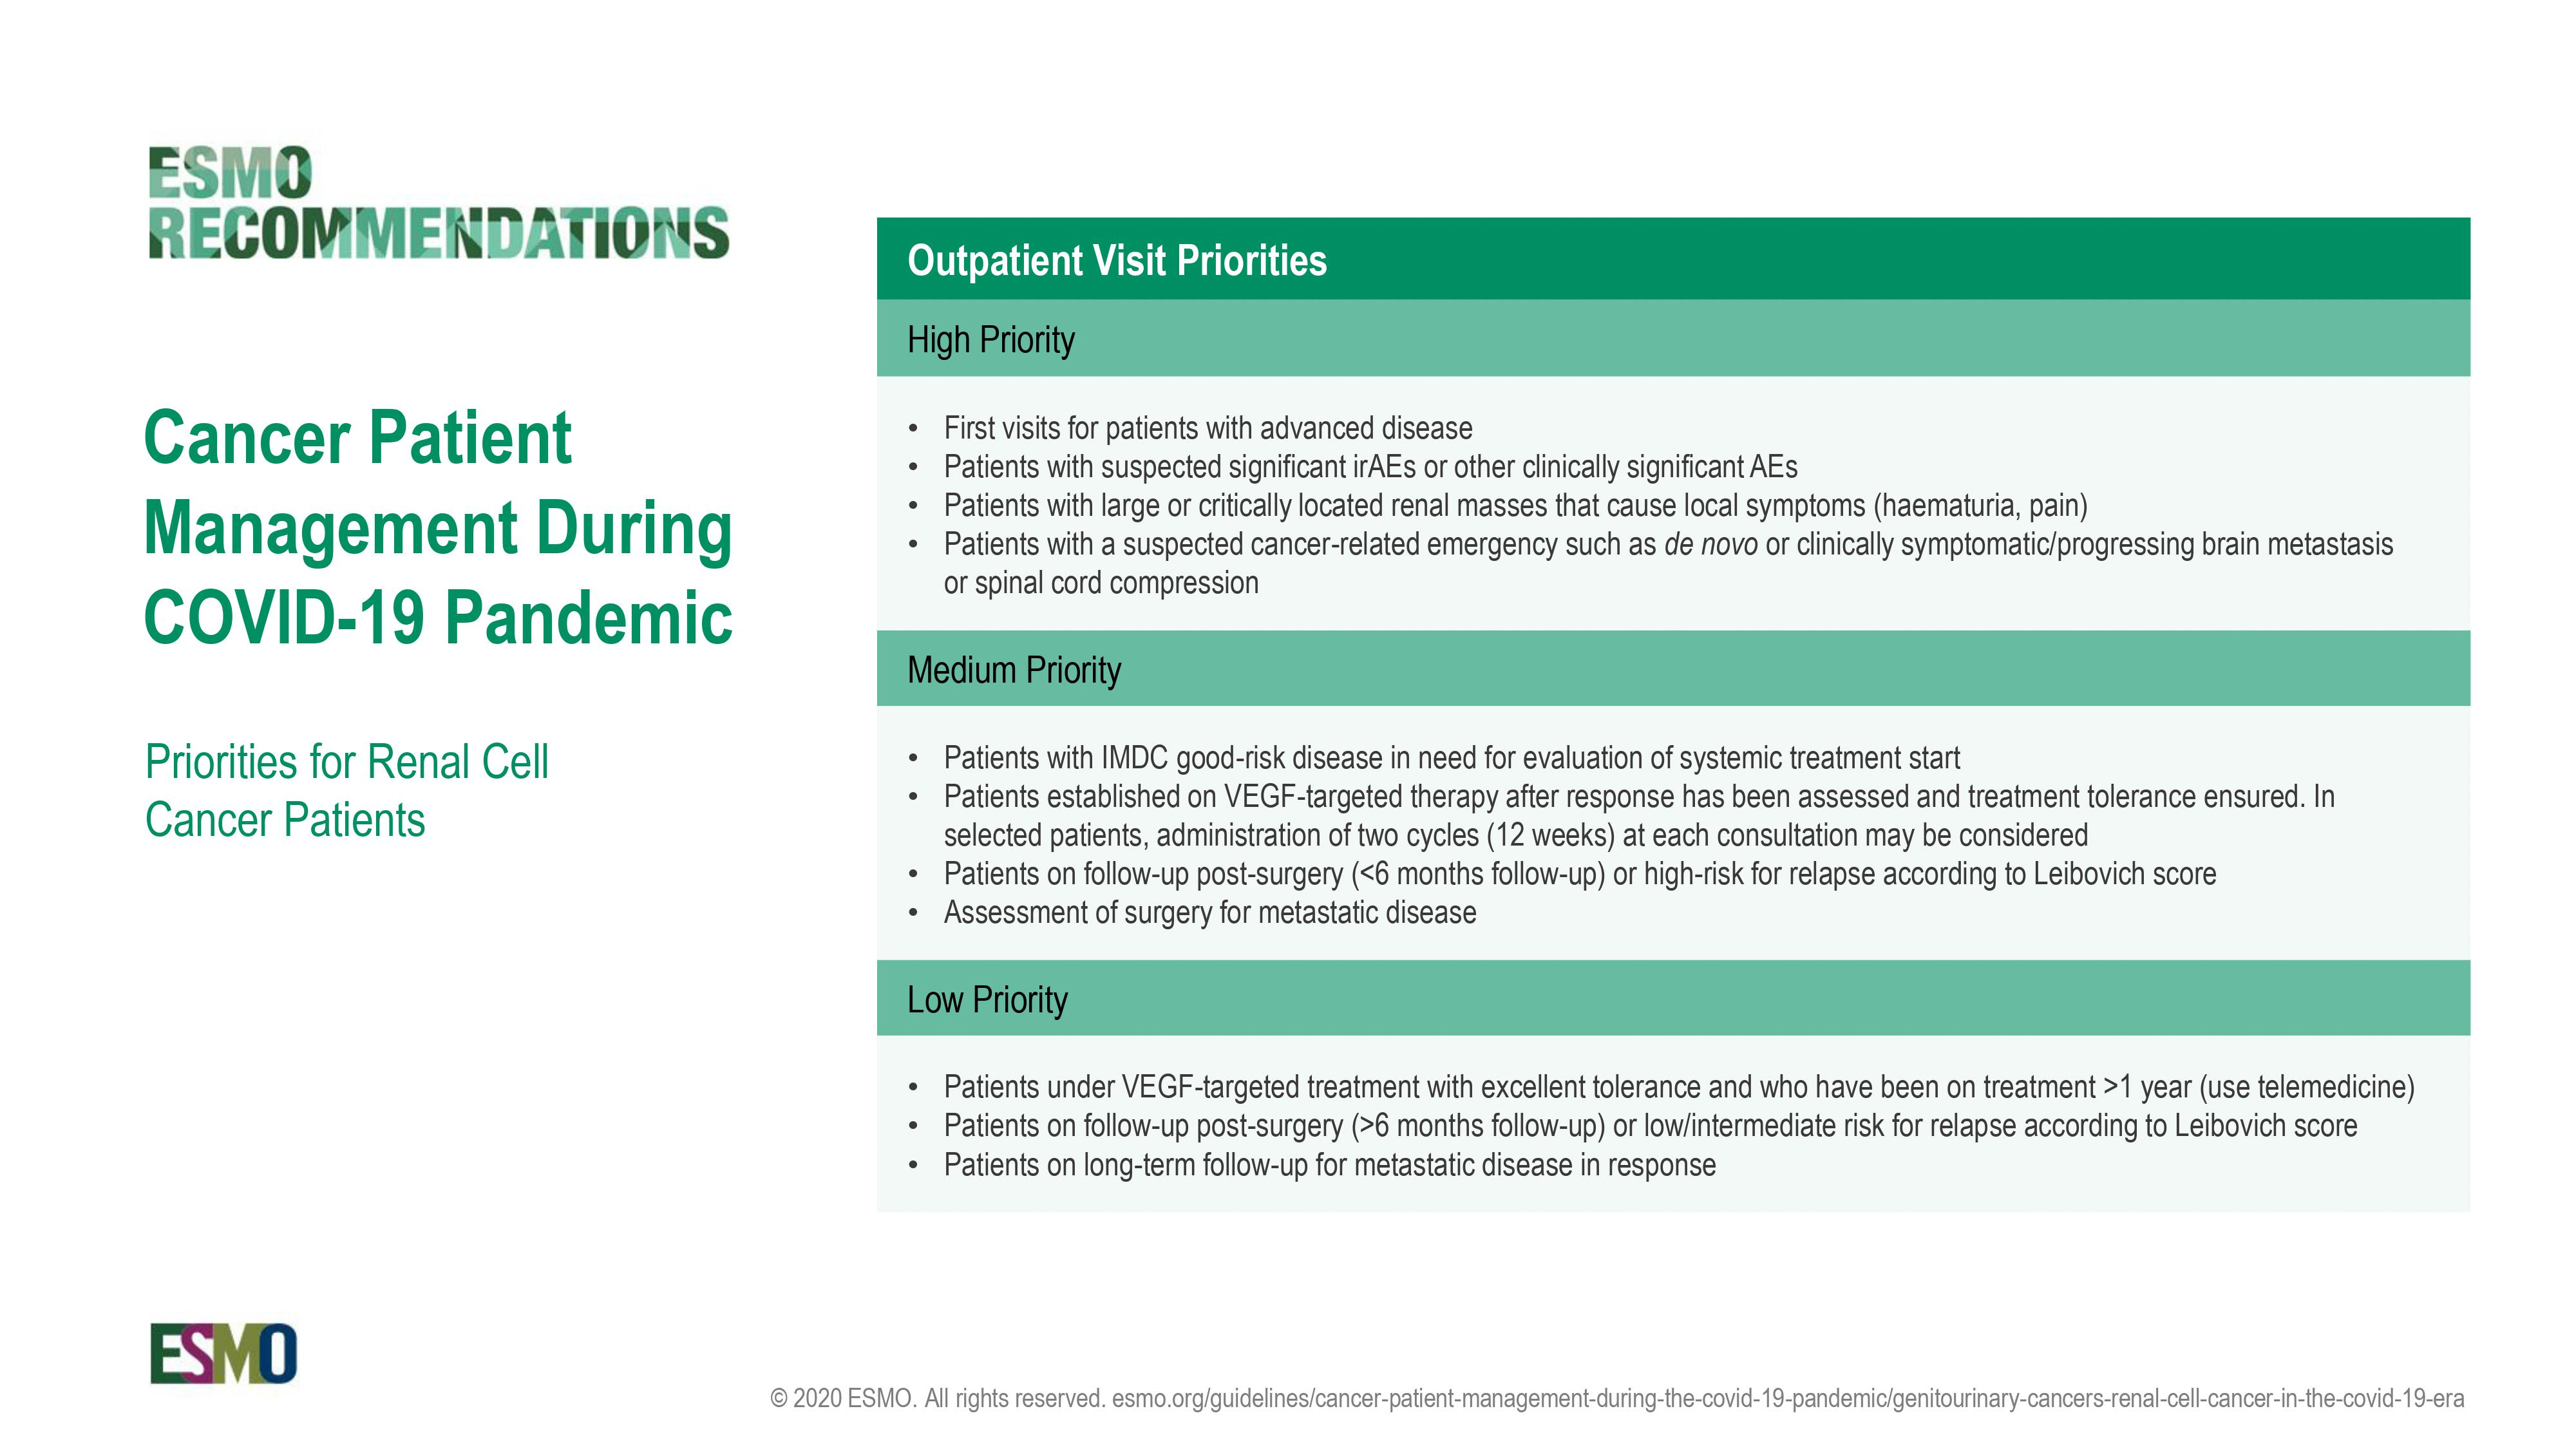 ESMO
RECOMMENDATIONS
Cancer Patient
Management During
COVID-19 Pandemic
Priorities for Renal Cell
Cancer Patients
Outpatient Visit Priorities
High Priority
• First visits for patients with advanced disease
• Patients with suspected significant irAEs or other clinically significant AEs
• Patients with large or critically located renal masses that cause local symptoms (haematuria, pain)
• Patients with a suspected cancer-related emergency such as de novo or clinically symptomatic/progressing brain metastasis
or spinal cord compression
Medium Priority
• Patients with IMDC good-risk disease in need for evaluation of systemic treatment start
• Patients established on VEGF-targeted therapy after response has been assessed and treatment tolerance ensured. In
selected patients, administration of two cycles (12 weeks) at each consultation may be considered
• Patients on follow-up post-surgery (<6 months follow-up) or high-risk for relapse according to Leibovich score
• Assessment of surgery for metastatic disease
Low Priority
• Patients under VEGF-targeted treatment with excellent tolerance and who have been on treatment >1 year (use telemedicine)
• Patients on follow-up post-surgery (>6 months follow-up) or low/intermediate risk for relapse according to Leibovich score
• Patients on long-term follow-up for metastatic disease in response
ESMO
© 2020 ESMO. All rights reserved. esmo.org/guidelines/cancer-patient-management-during-the-covid-19-pandemic/genitourinary-cancers-renal-cell-cancer-in-the-covid-19-era